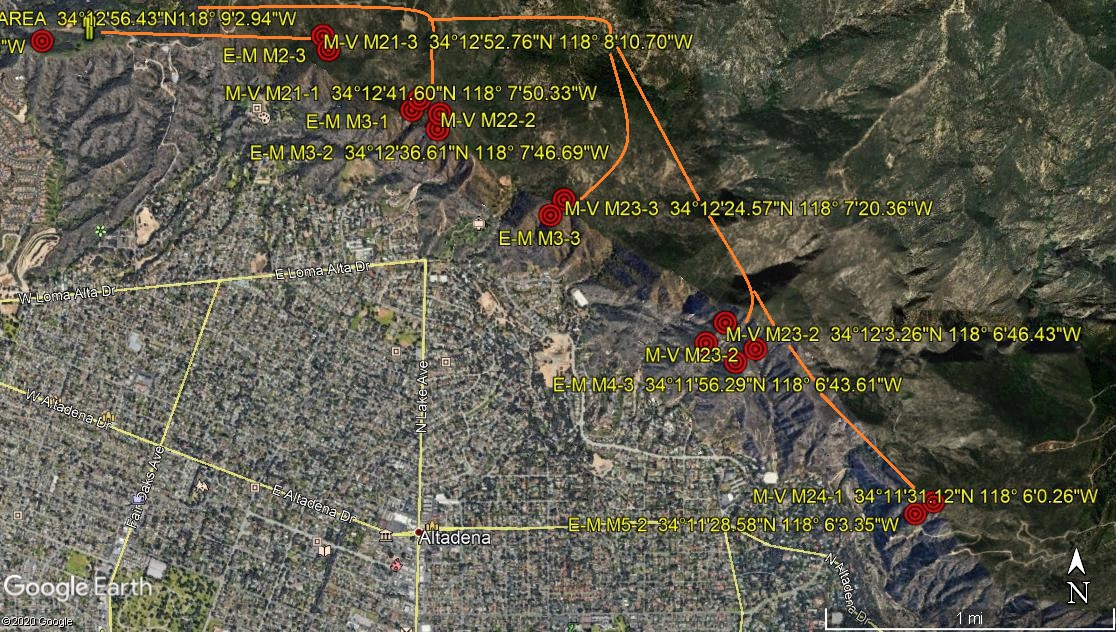 AREA 34°12'56.43"N118° 9'2.94"W
"W
M-V M21-3 34°12'52.76"N 118° 8'10.70"W
E-M M2-3
M-V M21-1 34°12'41.60"N 118° 7'50.33"W
E-M M3-1
M-V M22-2
E-M M3-2 34°12'36.61"N 118° 7'46.69"W
M-V M23-3 34°12'24.57"N 118° 7'20.36"W
E-M M3-3
E Loma Alta Dr
W Loma Alta Dr
M-V M23-2 34°12'3.26"N 118° 6'46.43"W
M-V M23-2
E-M M4-3 34°11'56.29"N 118° 6'43.61"W
N Lake Ave
W Altadena Dr
Fair Oaks Ave
E Altadena Dr
M-V M24-1 34°11'31.12"N 118° 6'0.26"W
E-M M5-2 34°11'28.58"N 118° 6'3.35"W
Altadena
N Altadena Dr
Google Earth
N
©2020 Google
1 mi